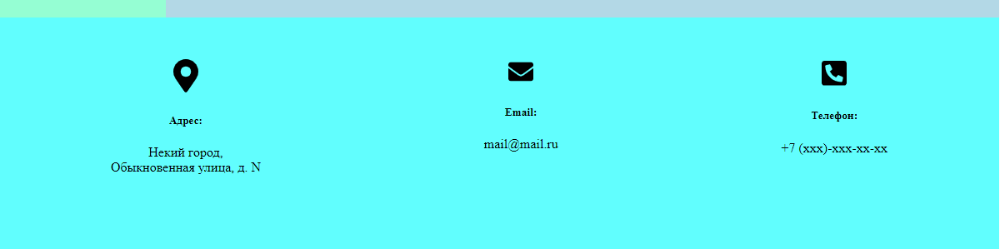 Адрес:
Некий город,
Обыкновенная улица, д. N
Email:
mail@mail.ru
Телефон:
+7 (xxx)-xxx-xx-xx